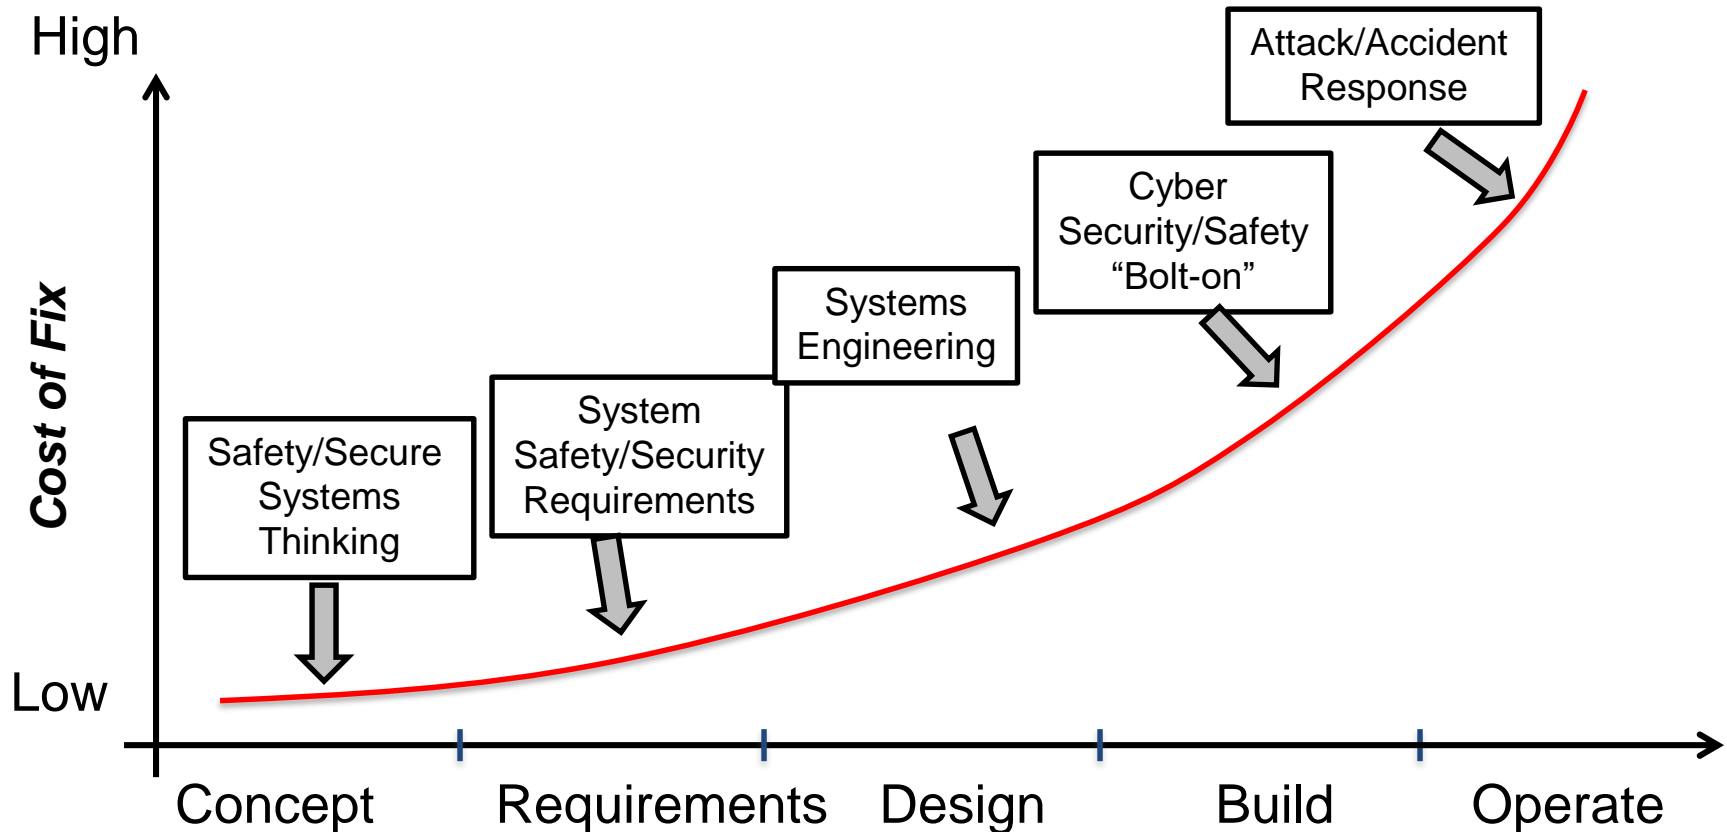 High
Attack/Accident
Response
Cyber
Security/Safety
“Bolt-on”
Systems
Engineering
System
Safety/Security
Requirements
Safety/Secure
Systems
Thinking
Cost of Fix
Low
Concept
Requirements
Design
Build
Operate